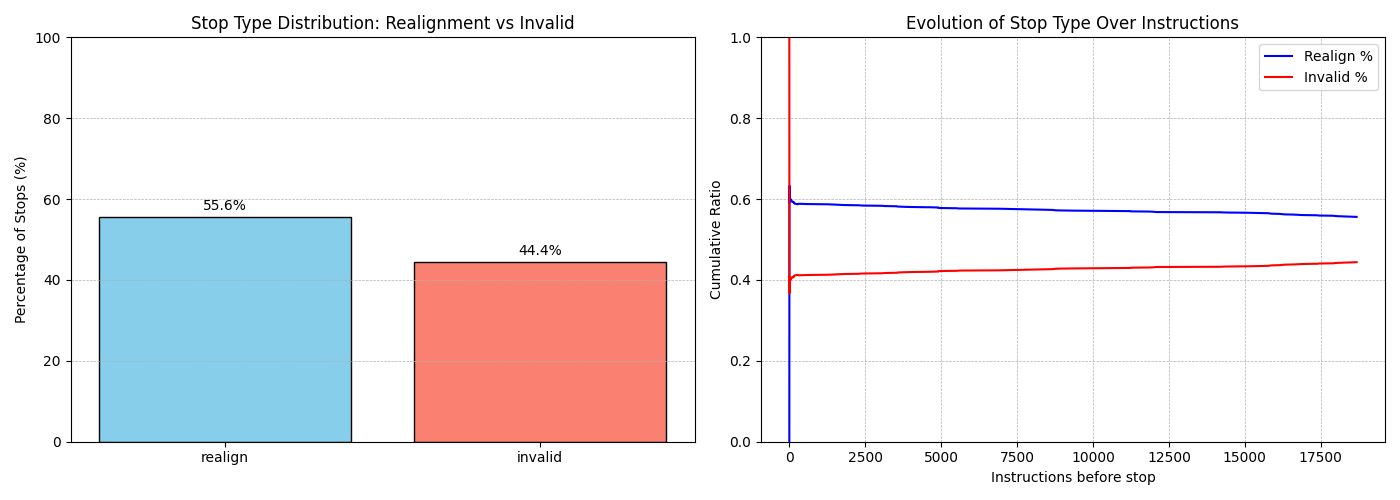 Stop Type Distribution: Realignment vs Invalid
Percentage of Stops (%)
100
80
60
40
20
0
55.6%
44.4%
realign
invalid
Evolution of Stop Type Over Instructions
Cumulative Ratio
1.0
0.8
0.6
0.4
0.2
0.0
Realign %
Invalid %
0 2500 5000 7500 10000 12500 15000 17500
Instructions before stop